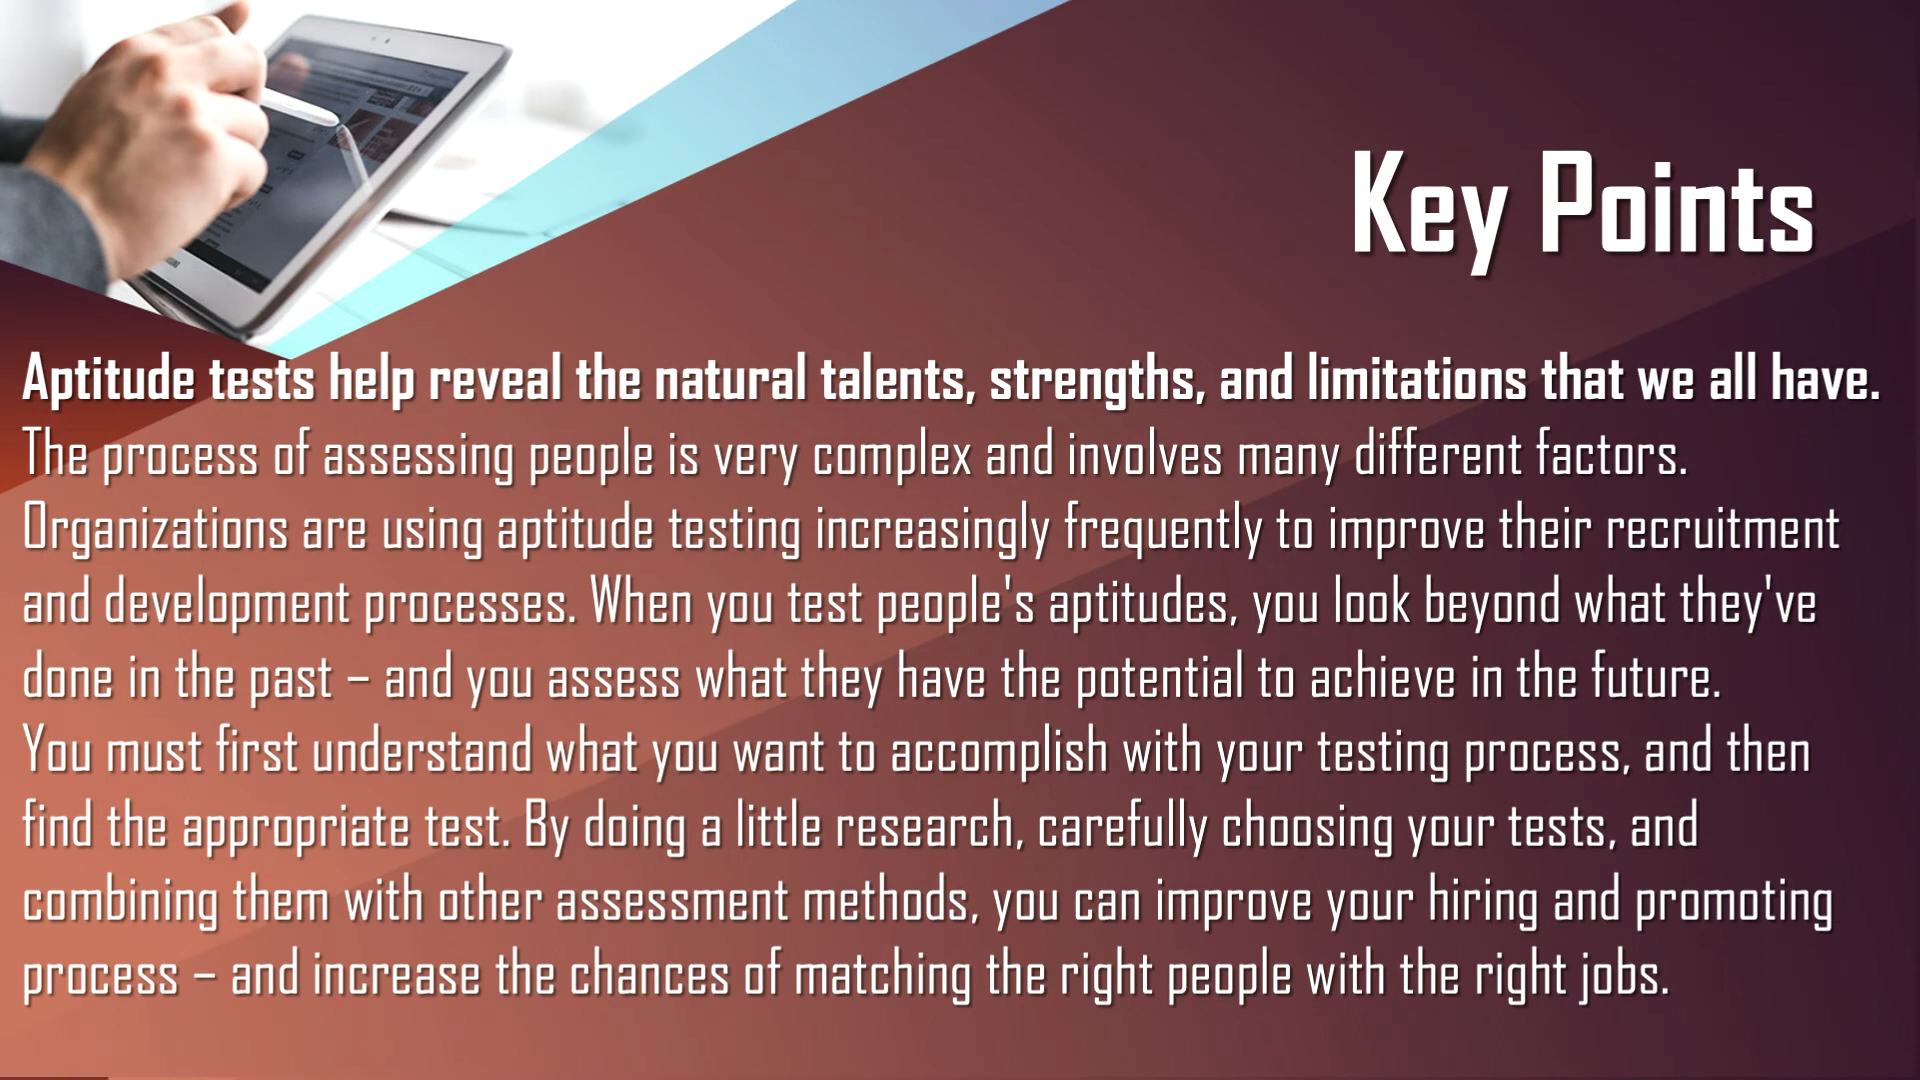 Key Points
Aptitude tests help reveal the natural talents, strengths, and limitations that we all have.
The process of assessing people is very complex and involves many different factors.
Organizations are using aptitude testing increasingly frequently to improve their recruitment
and development processes. When you test people's aptitudes, you look beyond what they've
done in the past – and you assess what they have the potential to achieve in the future.
You must first understand what you want to accomplish with your testing process, and then
find the appropriate test. By doing a little research, carefully choosing your tests, and
combining them with other assessment methods, you can improve your hiring and promoting
process – and increase the chances of matching the right people with the right jobs.